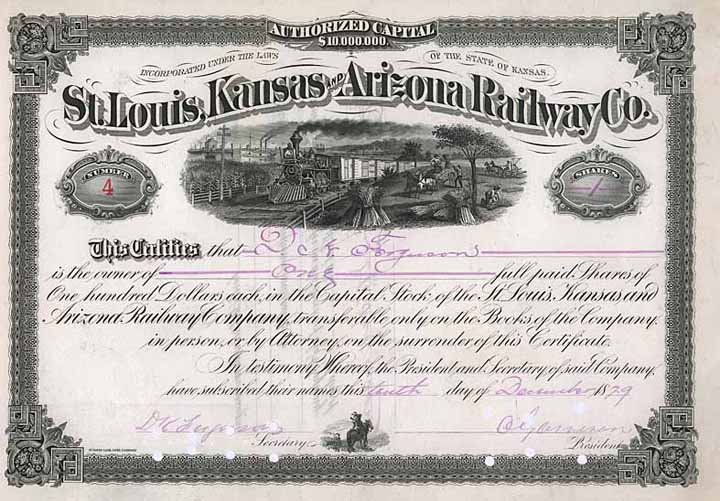 AUTHORIZED CAPITAL
$10.000.000.
INCORPORATED UNDER THE LAWS OF THE STATE OF KANSAS.
St. Louis, Kansas AND Arizona Railway Co.
NUMBER
4
SHARES
1
This Certifies that D. K. Ferguson
is the owner of One full paid Shares of
One hundred Dollars each, in the Capital Stock of the St. Louis, Kansas and
Arizona Railway Company, transferable only on the Books of the Company
in person, or by Attorney, on the surrender of this Certificate.
In testimony Whereof, the President and Secretary of said Company,
have subscribed their names this tenth day of December 1879
D K Ferguson
Secretary
President